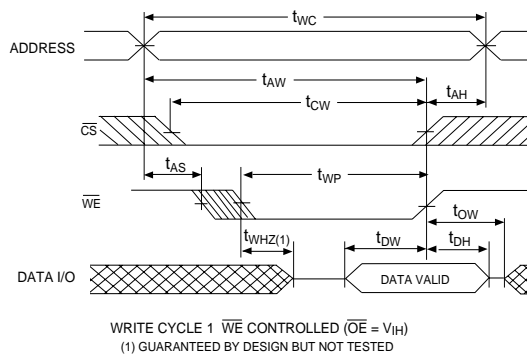 tWC
ADDRESS
tAW
tCW
tAH
CS
tAS
tWP
WE
tOW
tWHZ(1)
tDW
tDH
DATA I/O
DATA VALID
WRITE CYCLE 1 WE CONTROLLED (OE = VIH)
(1) GUARANTEED BY DESIGN BUT NOT TESTED